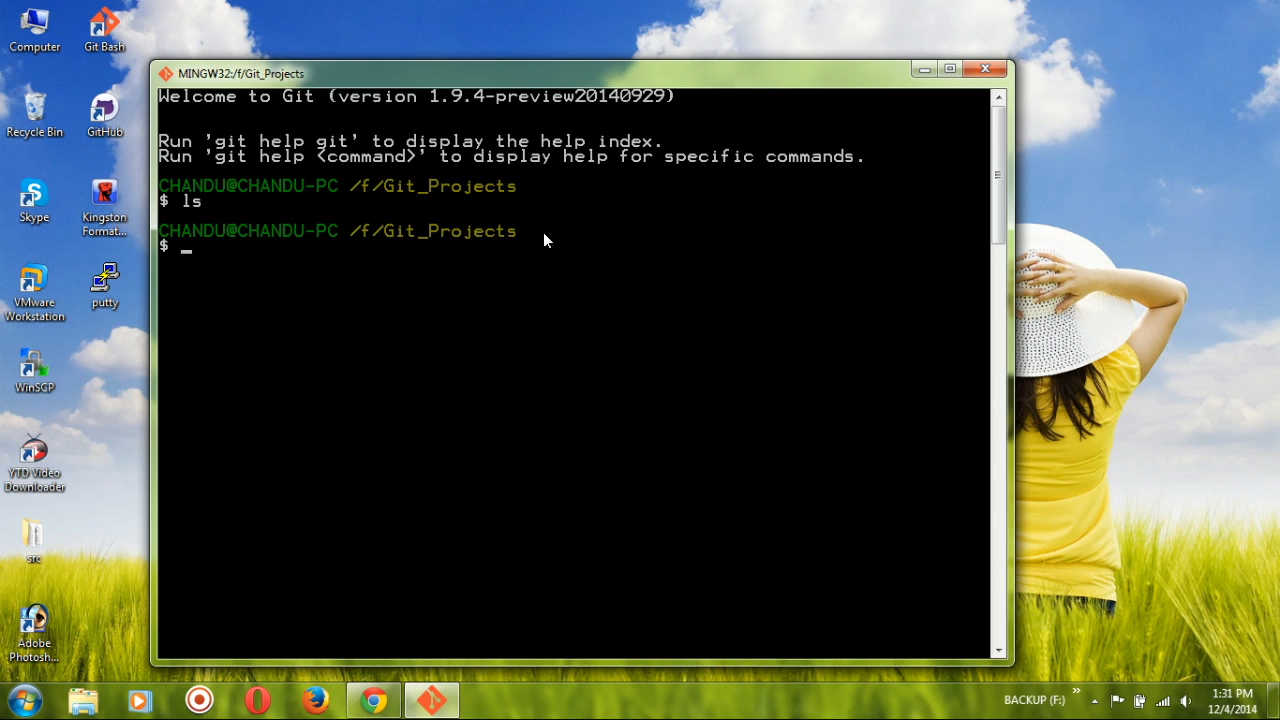 Computer
Git Bash
Recycle Bin
GitHub
Skype
Kingston
Format...
VMware
Workstation
putty
WinSCP
YTD Video
Downloader
src
Adobe
Photosh...
MINGW32:/f/Git_Projects
Welcome to Git (version 1.9.4-preview20140929)
Run 'git help git' to display the help index.
Run 'git help <command>' to display help for specific commands.
CHANDU@CHANDU-PC /f/Git_Projects
$ ls
CHANDU@CHANDU-PC /f/Git_Projects
$ _
BACKUP (F:)
1:31 PM
12/4/2014